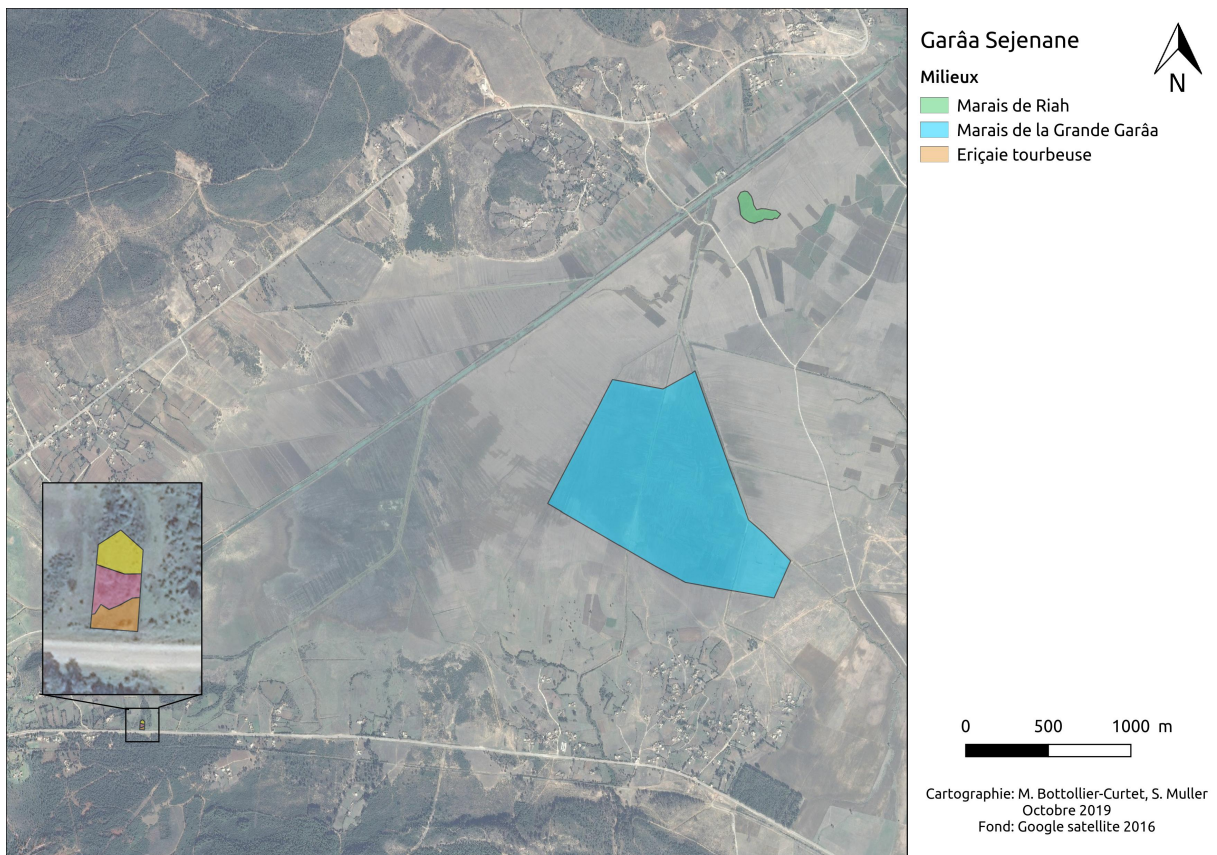 Garâa Sejenane
N
Milieux
Marais de Riah
Marais de la Grande Garâa
Eriçaie tourbeuse
0 500 1000 m
Cartographie: M. Bottollier-Curtet, S. Muller
Octobre 2019
Fond: Google satellite 2016